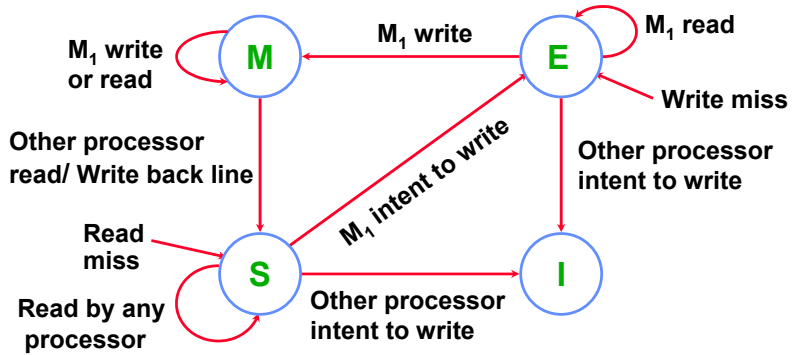 M₁ write
or read
M
M₁ write
E
M₁ read
Write miss
Other processor
read/ Write back line
M₁ intent to write
Other processor
intent to write
Read
miss
S
I
Read by any
processor
Other processor
intent to write